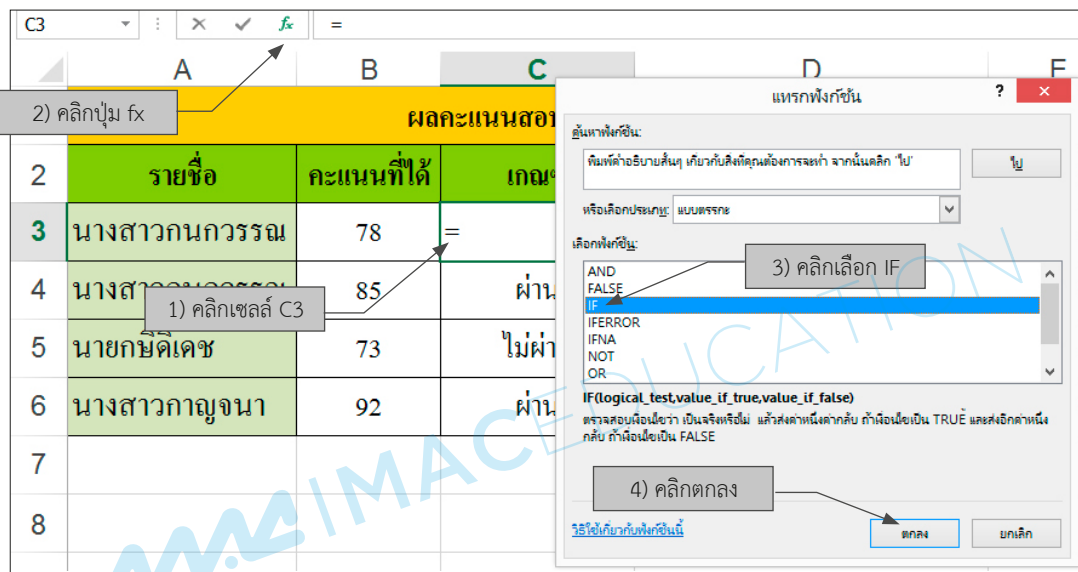 C3
fx
=
A
B
C
D
E
2) คลิกปุ่ม fx
ผลคะแนนสอบ
2
รายชื่อ
คะแนนที่ได้
เกณฑ
3
นางสาวกนกวรรณ
78
=
4
85
ผ่าน
1) คลิกเซลล์ C3
5
นายกษิดิเดช
73
ไม่ผ่า
6
นางสาวกาญจนา
92
ผ่าน
7
8
แทรกฟังก์ชัน
?
ค้นหาฟังก์ชัน:
พิมพ์คำอธิบายสั้นๆ เกี่ยวกับสิ่งที่คุณต้องการจะทำ จากนั้นคลิก 'ไป'
ไป
หรือเลือกประเภท: แบบตรรกะ
เลือกฟังก์ชัน:
AND
FALSE
IF
IFERROR
IFNA
NOT
OR
3) คลิกเลือก IF
IF(logical_test,value_if_true,value_if_false)
ตรวจสอบเงื่อนไขว่า เป็นจริงหรือไม่ แล้วส่งค่าหนึ่งค่ากลับ ถ้าเงื่อนไขเป็น TRUE และส่งอีกค่าหนึ่ง
กลับ ถ้าเงื่อนไขเป็น FALSE
4) คลิกตกลง
วิธีใช้เกี่ยวกับฟังก์ชันนี้
ตกลง
ยกเลิก
mac IMACEDUCATION